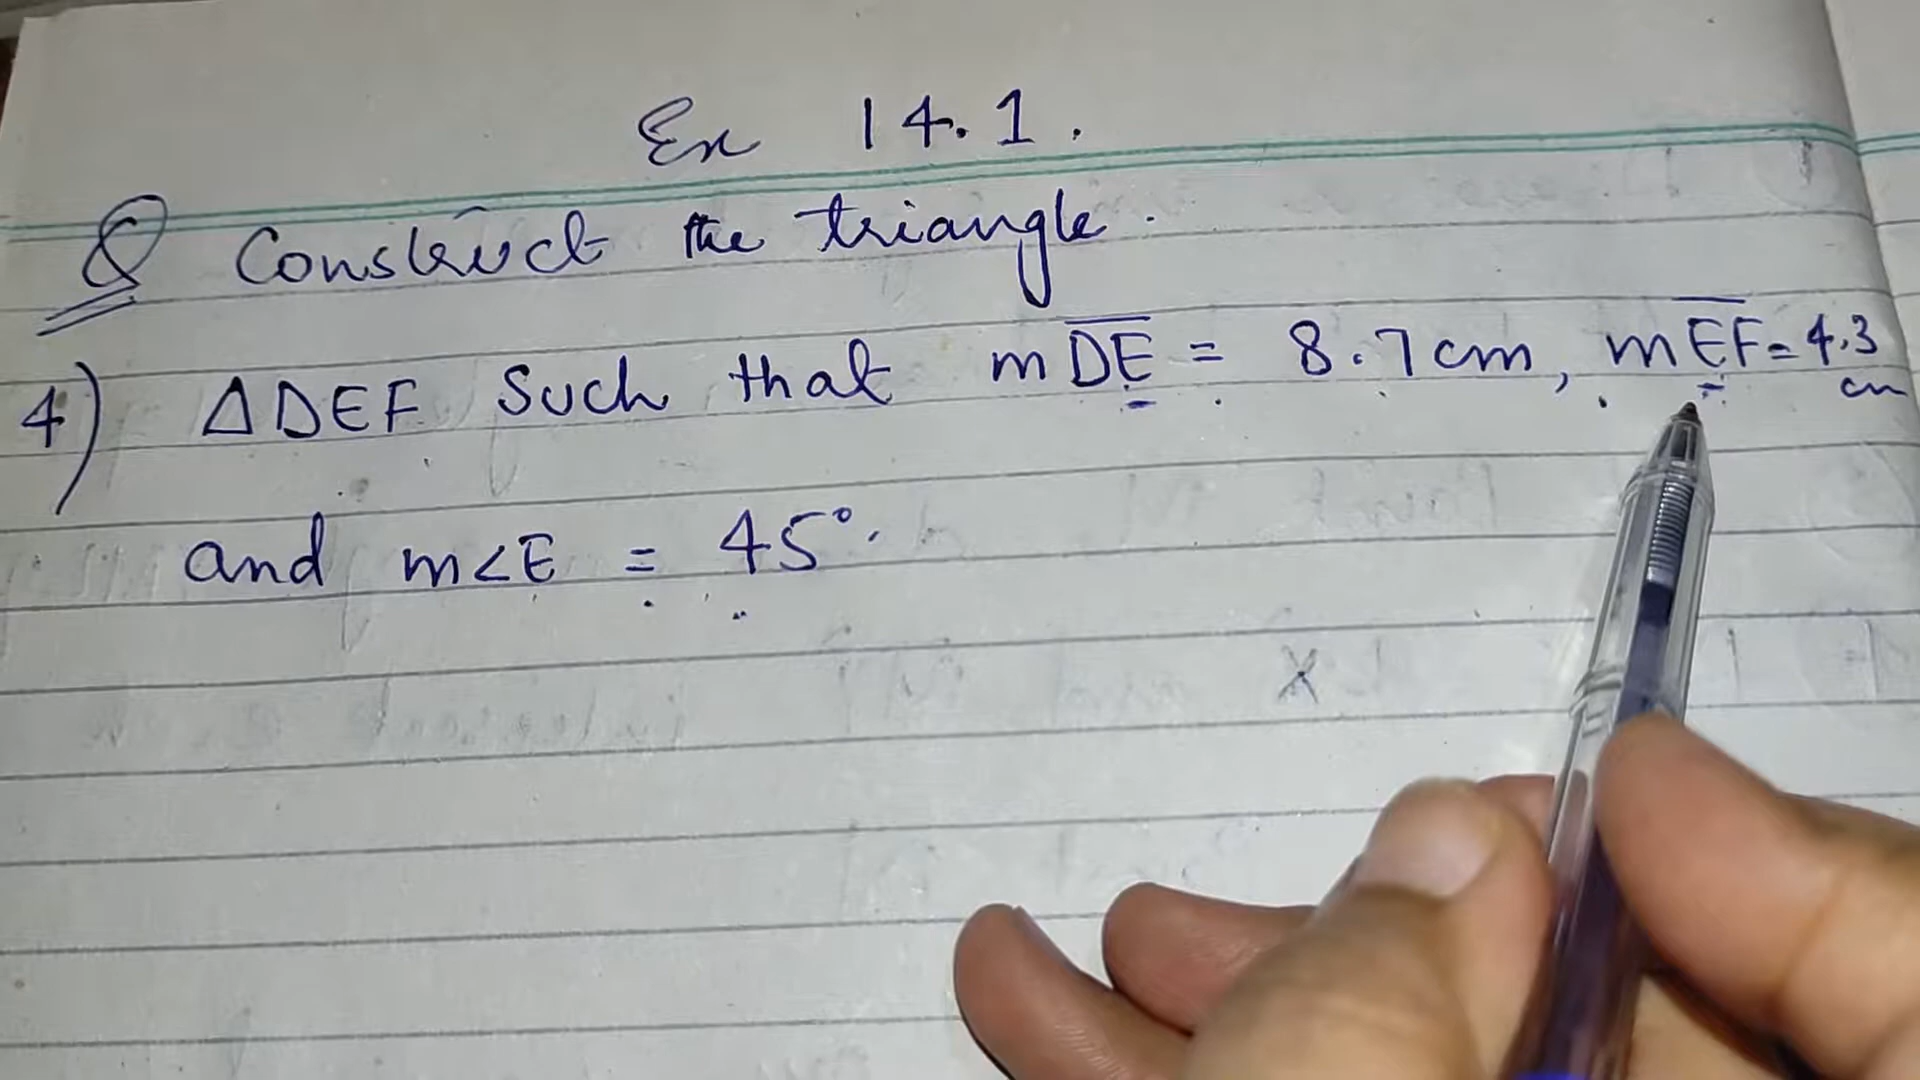 Ex 14.1.
Q Construct the triangle.
4) ΔDEF Such that mDE = 8.7cm, mEF=4.3 cm
and m<E = 45°.
X